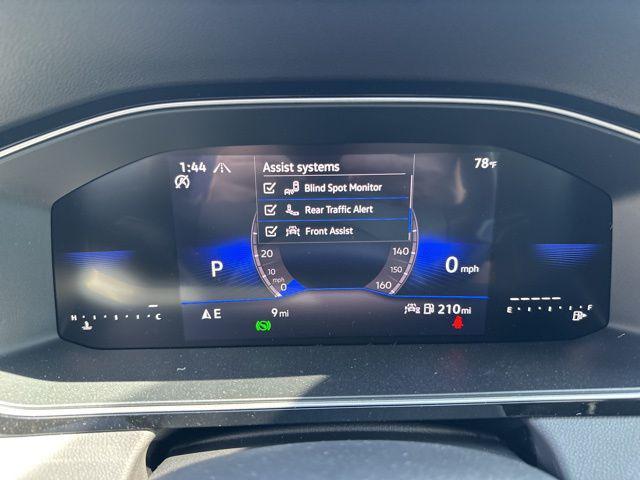 1:44
Assist systems
78°F
Blind Spot Monitor
Rear Traffic Alert
Front Assist
20
140
P
10
150
0 mph
mph
0
160
H C
E F
E
9 mi
210 mi